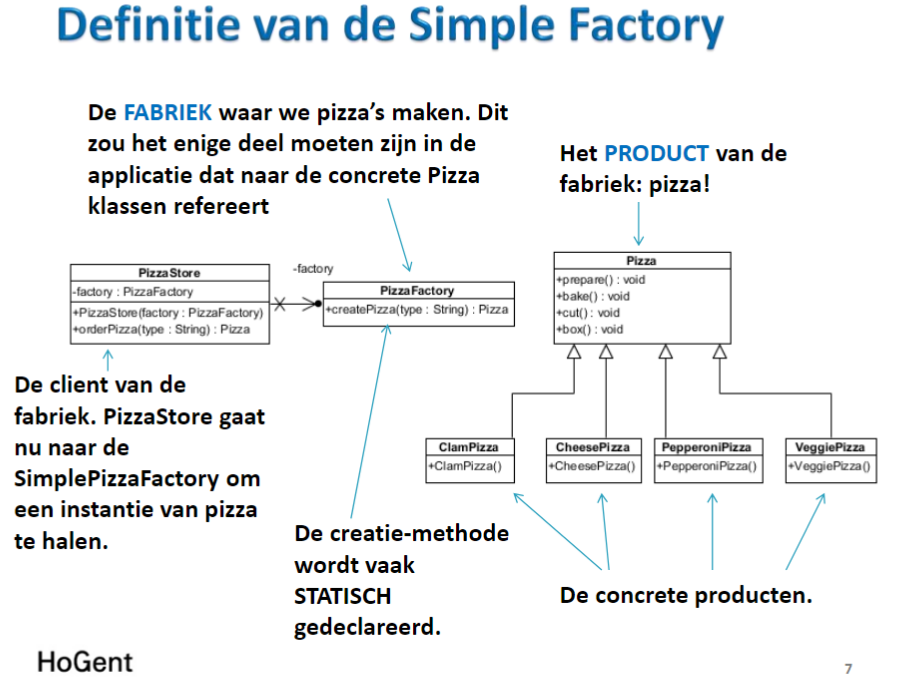 Definitie van de Simple Factory
De FABRIEK waar we pizza's maken. Dit
zou het enige deel moeten zijn in de
applicatie dat naar de concrete Pizza
klassen refereert
Het PRODUCT van de
fabriek: pizza!
PizzaStore
-factory : PizzaFactory
+PizzaStore(factory : PizzaFactory)
+orderPizza(type : String) : Pizza
-factory
PizzaFactory
+createPizza(type : String) : Pizza
Pizza
+prepare() : void
+bake() : void
+cut() : void
+box() : void
De client van de
fabriek. PizzaStore gaat
nu naar de
SimplePizzaFactory om
een instantie van pizza
te halen.
ClamPizza
+ClamPizza()
CheesePizza
+CheesePizza()
PepperoniPizza
+PepperoniPizza()
VeggiePizza
+VeggiePizza()
De creatie-methode
wordt vaak
STATISCH
gedeclareerd.
De concrete producten.
HoGent
7